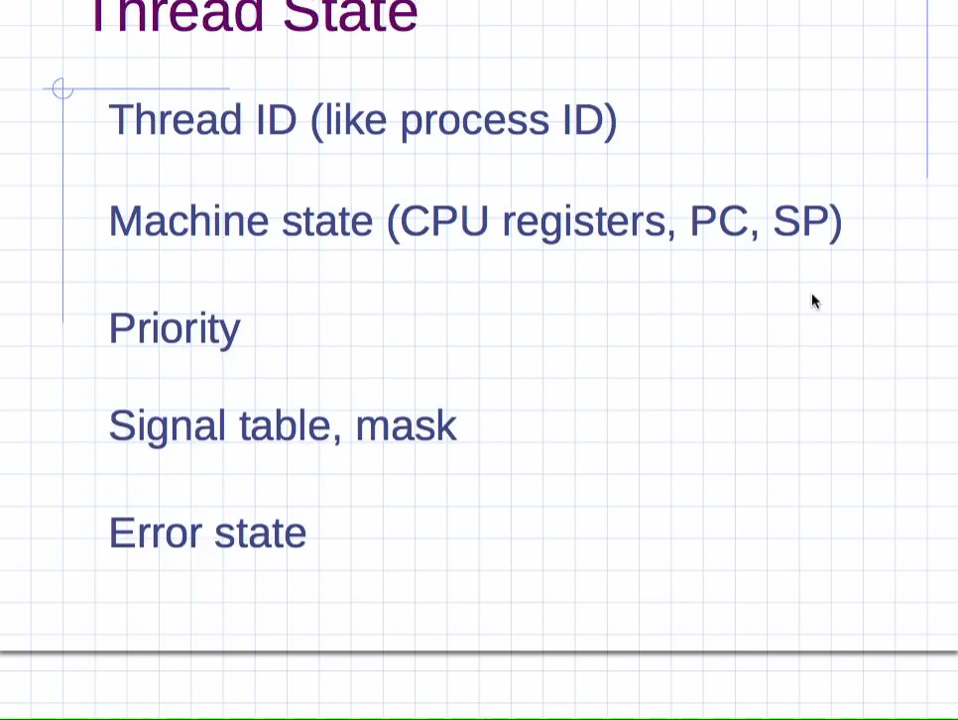 Thread State
Thread ID (like process ID)
Machine state (CPU registers, PC, SP)
Priority
Signal table, mask
Error state